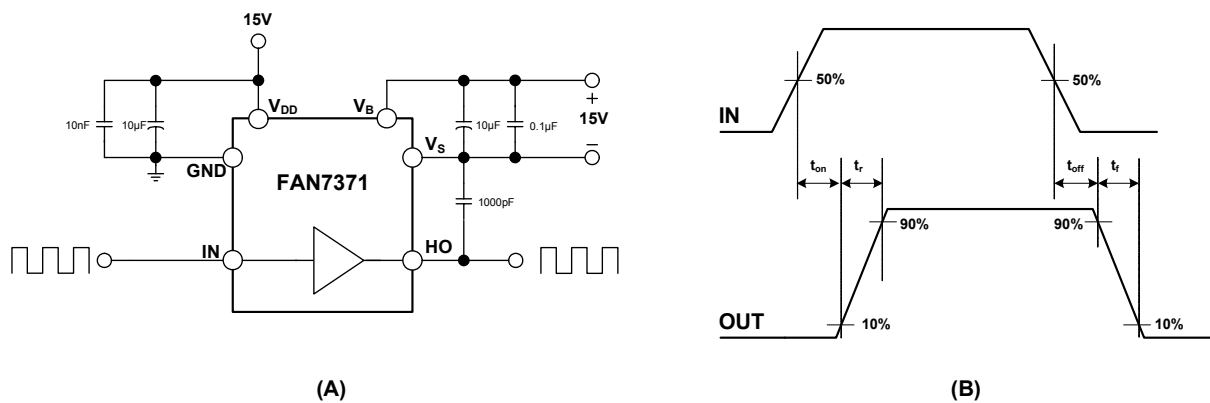 15V
V_DD
V_B
10nF
10µF
10µF
0.1µF
+
15V
–
V_S
GND
FAN7371
1000pF
IN
HO
(A)
50%
50%
IN
t_on
t_r
t_off
t_f
90%
90%
OUT
10%
10%
(B)